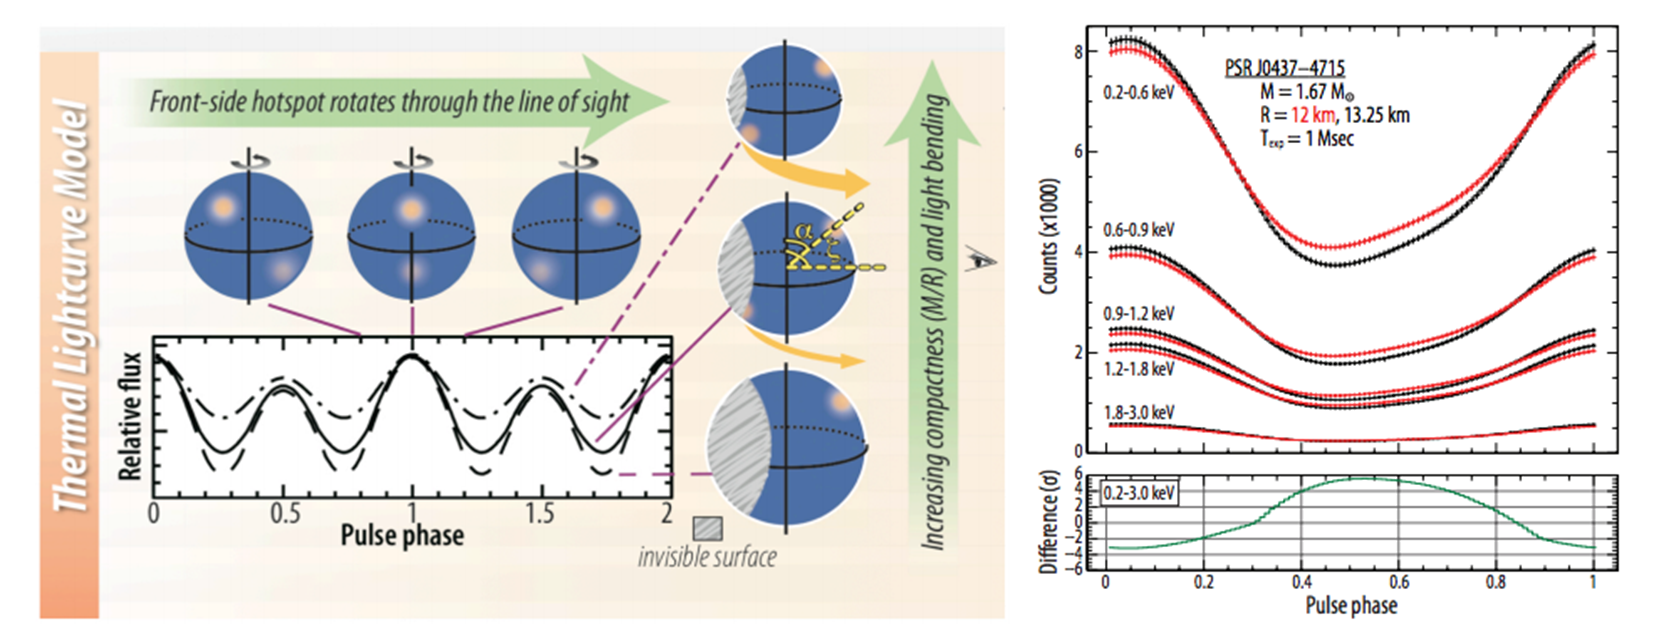 Thermal Lightcurve Model
Front-side hotspot rotates through the line of sight
Increasing compactness (M/R) and light bending
α
ζ
Relative flux
0 0.5 1 1.5 2
Pulse phase
invisible surface
Counts (x1000)
8
6
4
2
0
PSR J0437–4715
M = 1.67 M⊙
R = 12 km, 13.25 km
Texp = 1 Msec
0.2-0.6 keV
0.6-0.9 keV
0.9-1.2 keV
1.2-1.8 keV
1.8-3.0 keV
Difference (σ)
6
4
2
0
−2
−4
−6
0.2-3.0 keV
0 0.2 0.4 0.6 0.8 1
Pulse phase